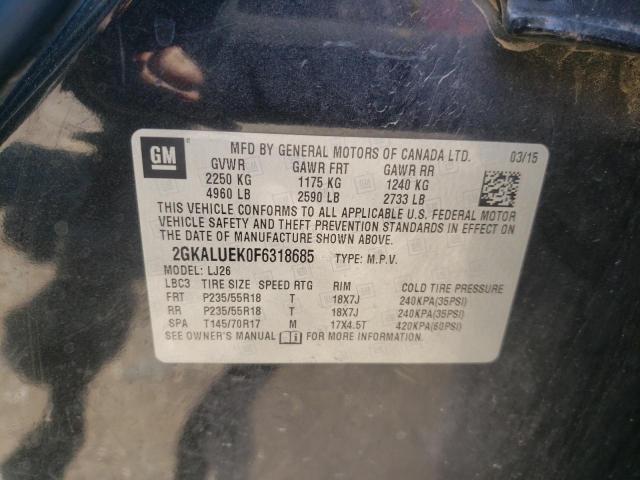 GM
MFD BY GENERAL MOTORS OF CANADA LTD. 03/15
GVWR GAWR FRT GAWR RR
2250 KG 1175 KG 1240 KG
4960 LB 2590 LB 2733 LB
THIS VEHICLE CONFORMS TO ALL APPLICABLE U.S. FEDERAL MOTOR
VEHICLE SAFETY AND THEFT PREVENTION STANDARDS IN EFFECT ON
THE DATE OF MANUFACTURE SHOWN ABOVE.
2GKALUEK0F6318685 TYPE: M.P.V.
MODEL: LJ26
LBC3 TIRE SIZE SPEED RTG RIM COLD TIRE PRESSURE
FRT P235/55R18 T 18X7J 240KPA(35PSI)
RR P235/55R18 T 18X7J 240KPA(35PSI)
SPA T145/70R17 M 17X4.5T 420KPA(60PSI)
SEE OWNER'S MANUAL FOR MORE INFORMATION